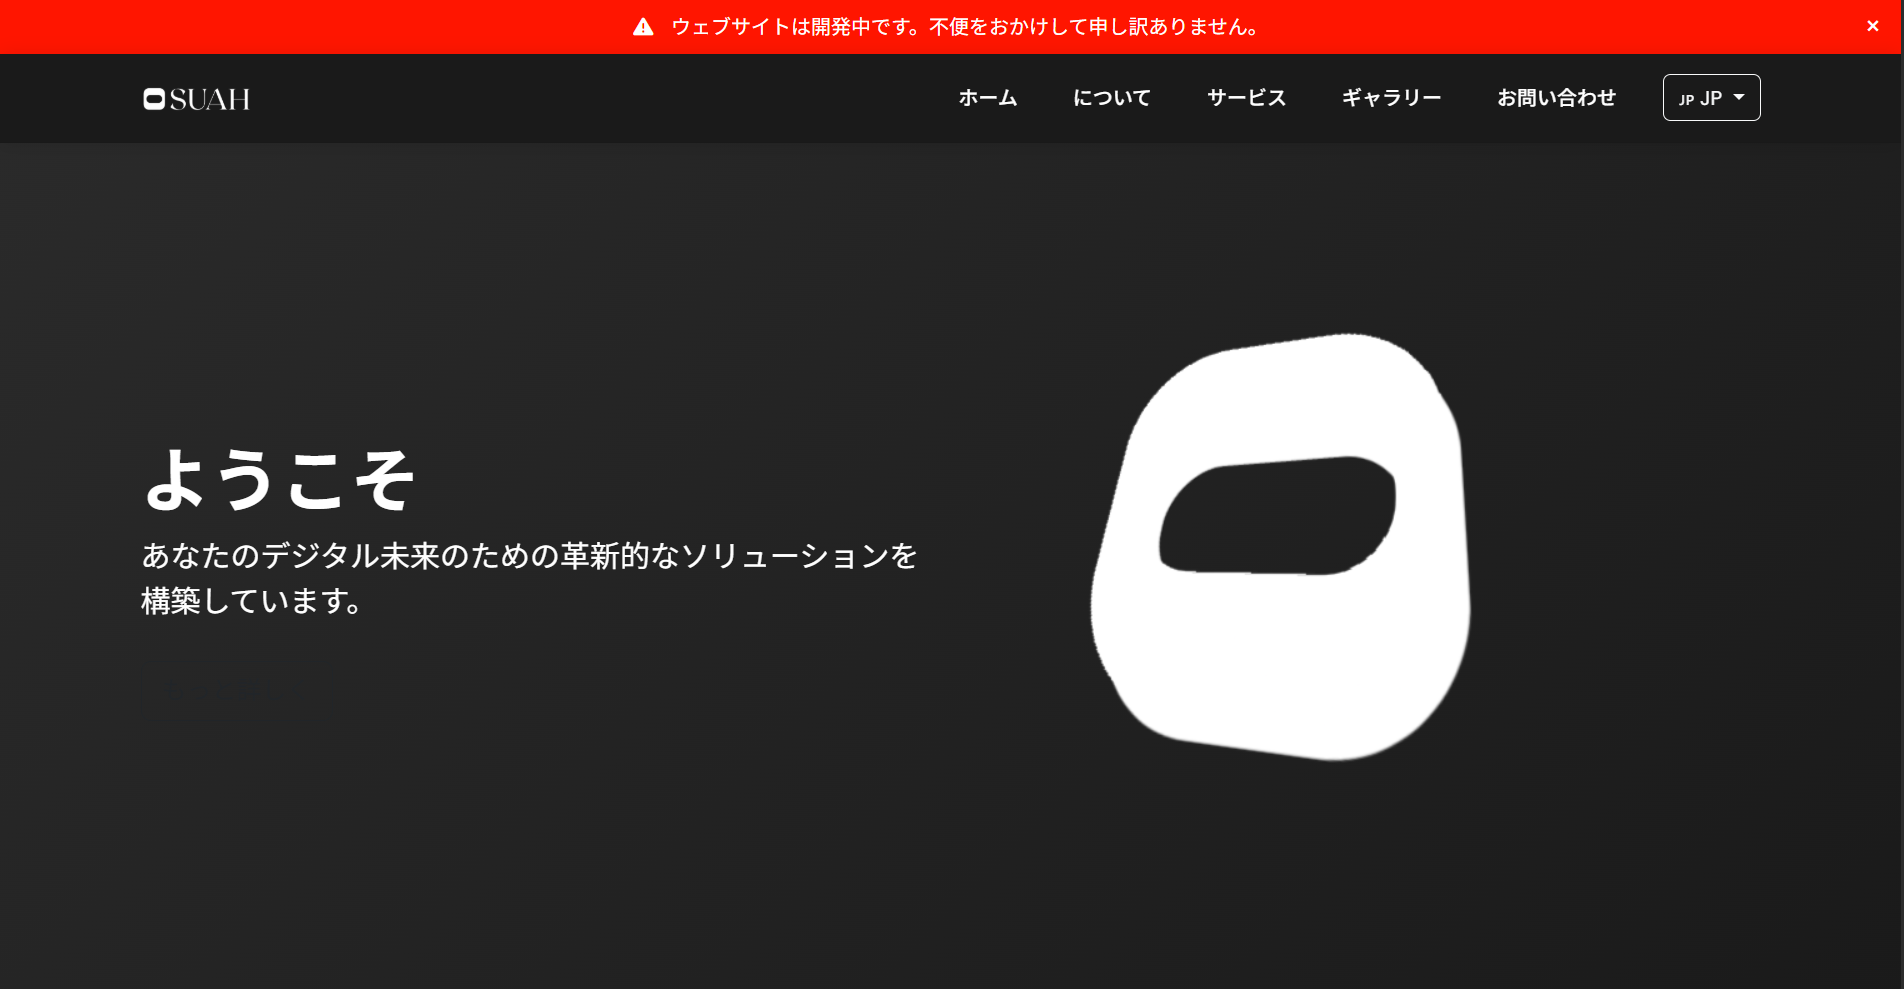 ウェブサイトは開発中です。不便をおかけして申し訳ありません。
SUAH
ホーム
について
サービス
ギャラリー
お問い合わせ
JP JP
ようこそ
あなたのデジタル未来のための革新的なソリューションを
構築しています。